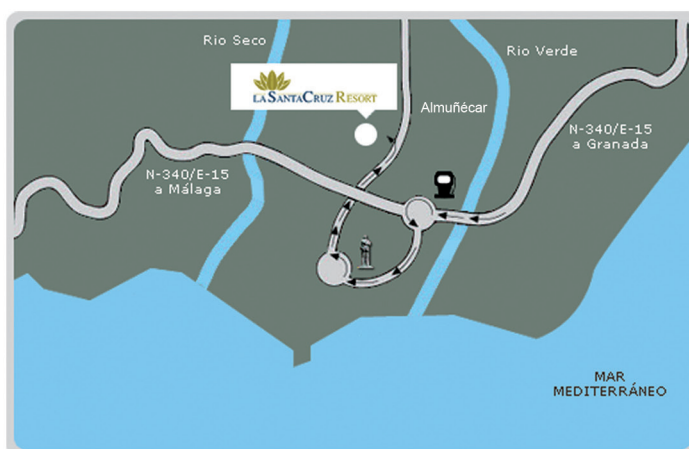 Rio Seco
Rio Verde
LA SANTACRUZ RESORT
Almuñécar
N-340/E-15
a Granada
N-340/E-15
a Málaga
MAR
MEDITERRÁNEO